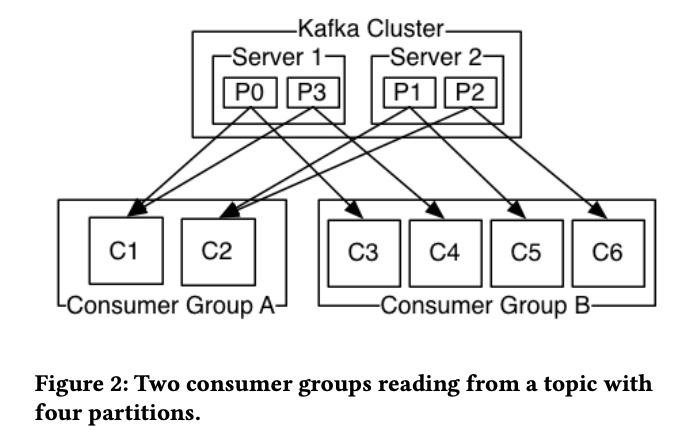 Kafka Cluster
Server 1 Server 2
P0 P3 P1 P2
C1 C2 C3 C4 C5 C6
Consumer Group A Consumer Group B
Figure 2: Two consumer groups reading from a topic with
four partitions.